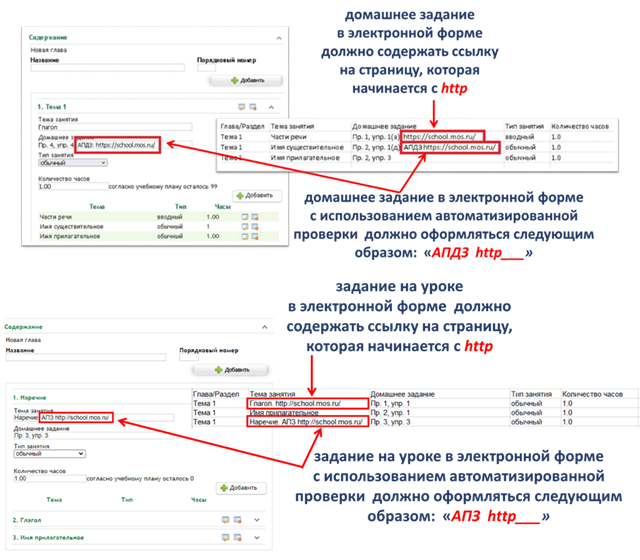 домашнее задание
в электронной форме
должно содержать ссылку
на страницу, которая
начинается с http
Содержание
Новая глава
Название Порядковый номер
Добавить
1. Тема 1
Тема занятия
Глагол
Домашнее задание
Пр. 4, упр. 4 АПДЗ: https://school.mos.ru/
Тип занятия
обычный
Количество часов
1.00 согласно учебному плану осталось 99
Добавить
Тема Тип Часы
Части речи вводный 1.00
Имя существительное обычный 1
Имя прилагательное обычный 1.00
Глава/Раздел Тема занятия Домашнее задание Тип занятия Количество часов
Тема 1 Части речи Пр. 1, упр. 1(а) https://school.mos.ru/ вводный 1.0
Тема 1 Имя существительное Пр. 2, упр. 1(д) АПДЗ https://school.mos.ru/ обычный 1.0
Тема 1 Имя прилагательное Пр. 2, упр. 3 обычный 1.0
домашнее задание в электронной форме
с использованием автоматизированной
проверки должно оформляться следующим
образом: «АПДЗ http___»
задание на уроке
в электронной форме должно
содержать ссылку на страницу,
которая начинается с http
Содержание
Новая глава
Название Порядковый номер
Добавить
1. Наречие
Тема занятия
Наречие АПЗ http://school.mos.ru/
Домашнее задание
Пр. 3, упр. 3
Тип занятия
обычный
Количество часов
1.00 согласно учебному плану осталось 0
Добавить
Тема Тип Часы
2. Глагол
3. Имя прилагательное
Глава/Раздел Тема занятия Домашнее задание Тип занятия Количество часов
Тема 1 Глагол. http://school.mos.ru/ Пр. 1, упр. 1 обычный 1.0
Тема 1 Имя прилагательное Пр. 2, упр. 1 обычный 1.0
Тема 1 Наречие. АПЗ http://school.mos.ru/ Пр. 3, упр. 3 обычный 1.0
задание на уроке в электронной форме
с использованием автоматизированной
проверки должно оформляться следующим
образом: «АПЗ http___»